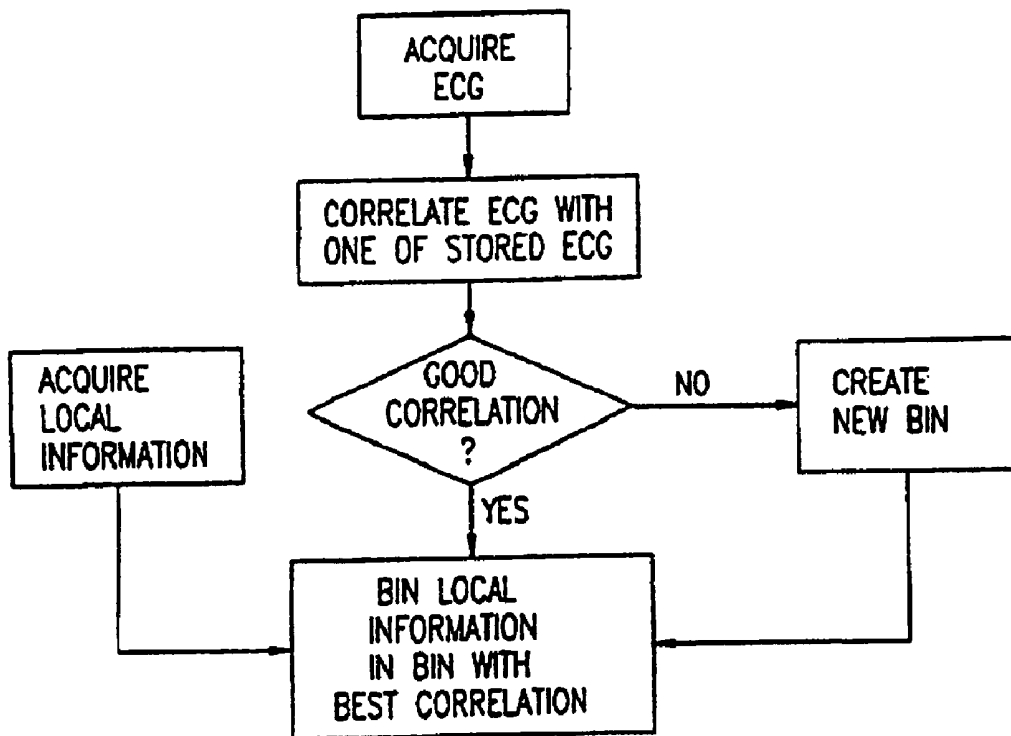 ACQUIRE
ECG
CORRELATE ECG WITH
ONE OF STORED ECG
GOOD
CORRELATION
?
NO
CREATE
NEW BIN
ACQUIRE
LOCAL
INFORMATION
YES
BIN LOCAL
INFORMATION
IN BIN WITH
BEST CORRELATION